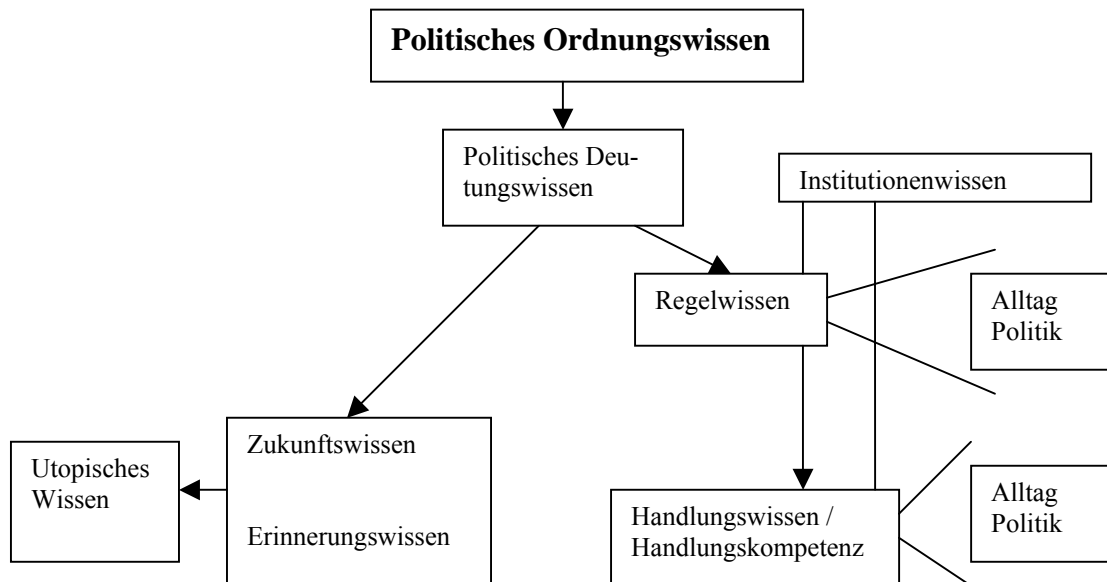 Politisches Ordnungswissen
Politisches Deu-
tungswissen
Institutionenwissen
Regelwissen
Alltag
Politik
Zukunftswissen
Erinnerungswissen
Utopisches
Wissen
Handlungswissen /
Handlungskompetenz
Alltag
Politik